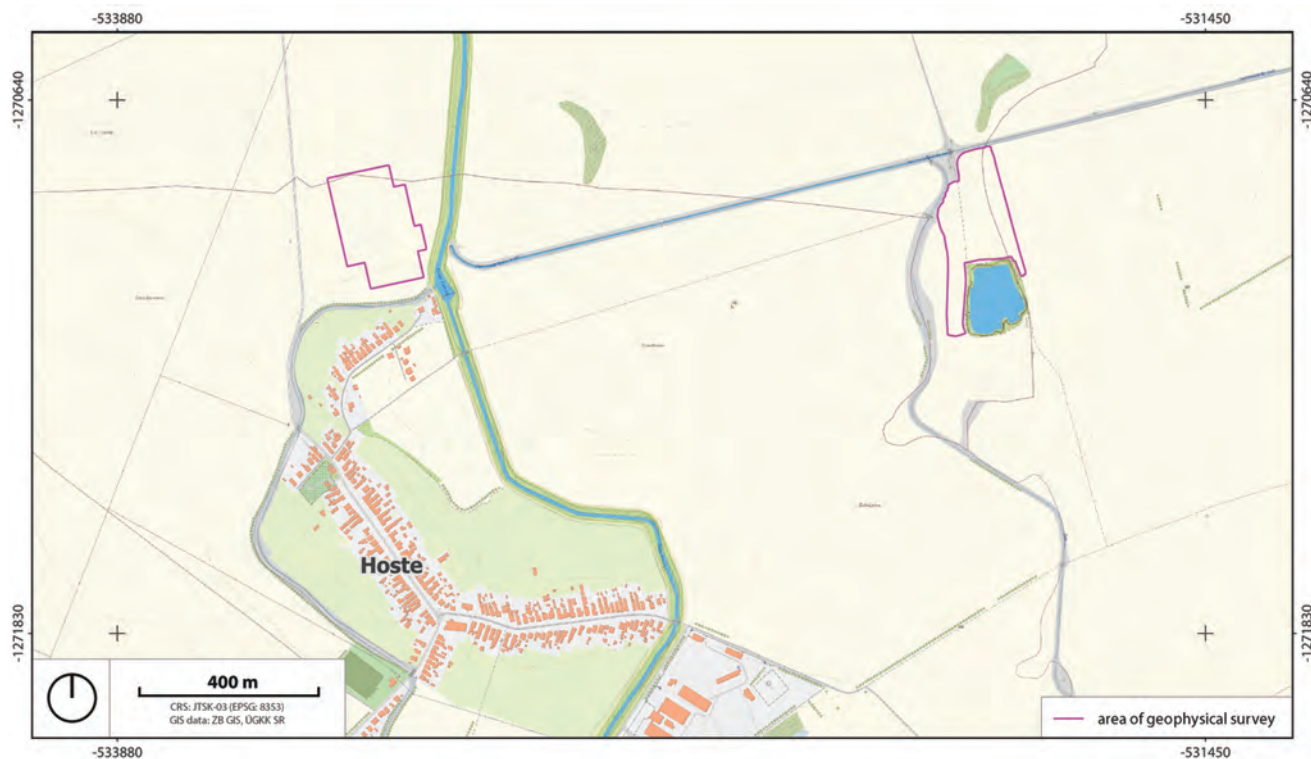 -533880
-531450
-1270640
-1270640
Hoste
-1271830
-1271830
400 m
CRS: JTSK-03 (EPSG: 8353)
GIS data: ZB GIS, ÚGKK SR
area of geophysical survey
-533880
-531450